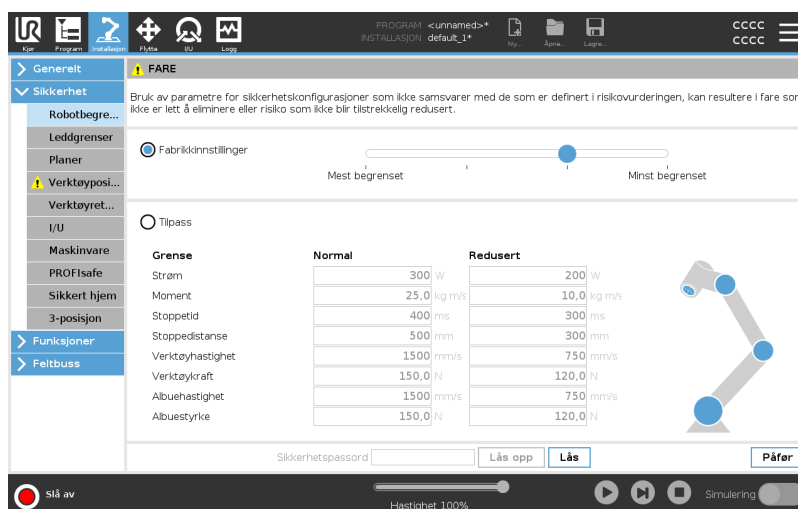 UR
PROGRAM <unnamed>*
INSTALLASJON default_1*
CCCC
CCCC
Kjør Program Installasjon Flytte I/U Logg Ny... Åpne... Lagre...
Generelt
Sikkerhet
Robotbegre...
Leddgrenser
Planer
Verktøyposi...
Verktøyret...
I/U
Maskinvare
PROFIsafe
Sikkert hjem
3-posisjon
Funksjoner
Feltbuss
FARE
Bruk av parametre for sikkerhetskonfigurasjoner som ikke samsvarer med de som er definert i risikovurderingen, kan resultere i fare som
ikke er lett å eliminere eller risiko som ikke blir tilstrekkelig redusert.
Fabrikkinnstillinger
Mest begrenset Minst begrenset
Tilpass
Grense Normal Redusert
Strøm 300 W 200 W
Moment 25,0 kg m/s 10,0 kg m/s
Stoppetid 400 ms 300 ms
Stoppedistanse 500 mm 300 mm
Verktøyhastighet 1500 mm/s 750 mm/s
Verktøykraft 150,0 N 120,0 N
Albuehastighet 1500 mm/s 750 mm/s
Albuestyrke 150,0 N 120,0 N
Sikkerhetspassord Lås opp Lås Påfør
Slå av
Hastighet 100%
Simulering